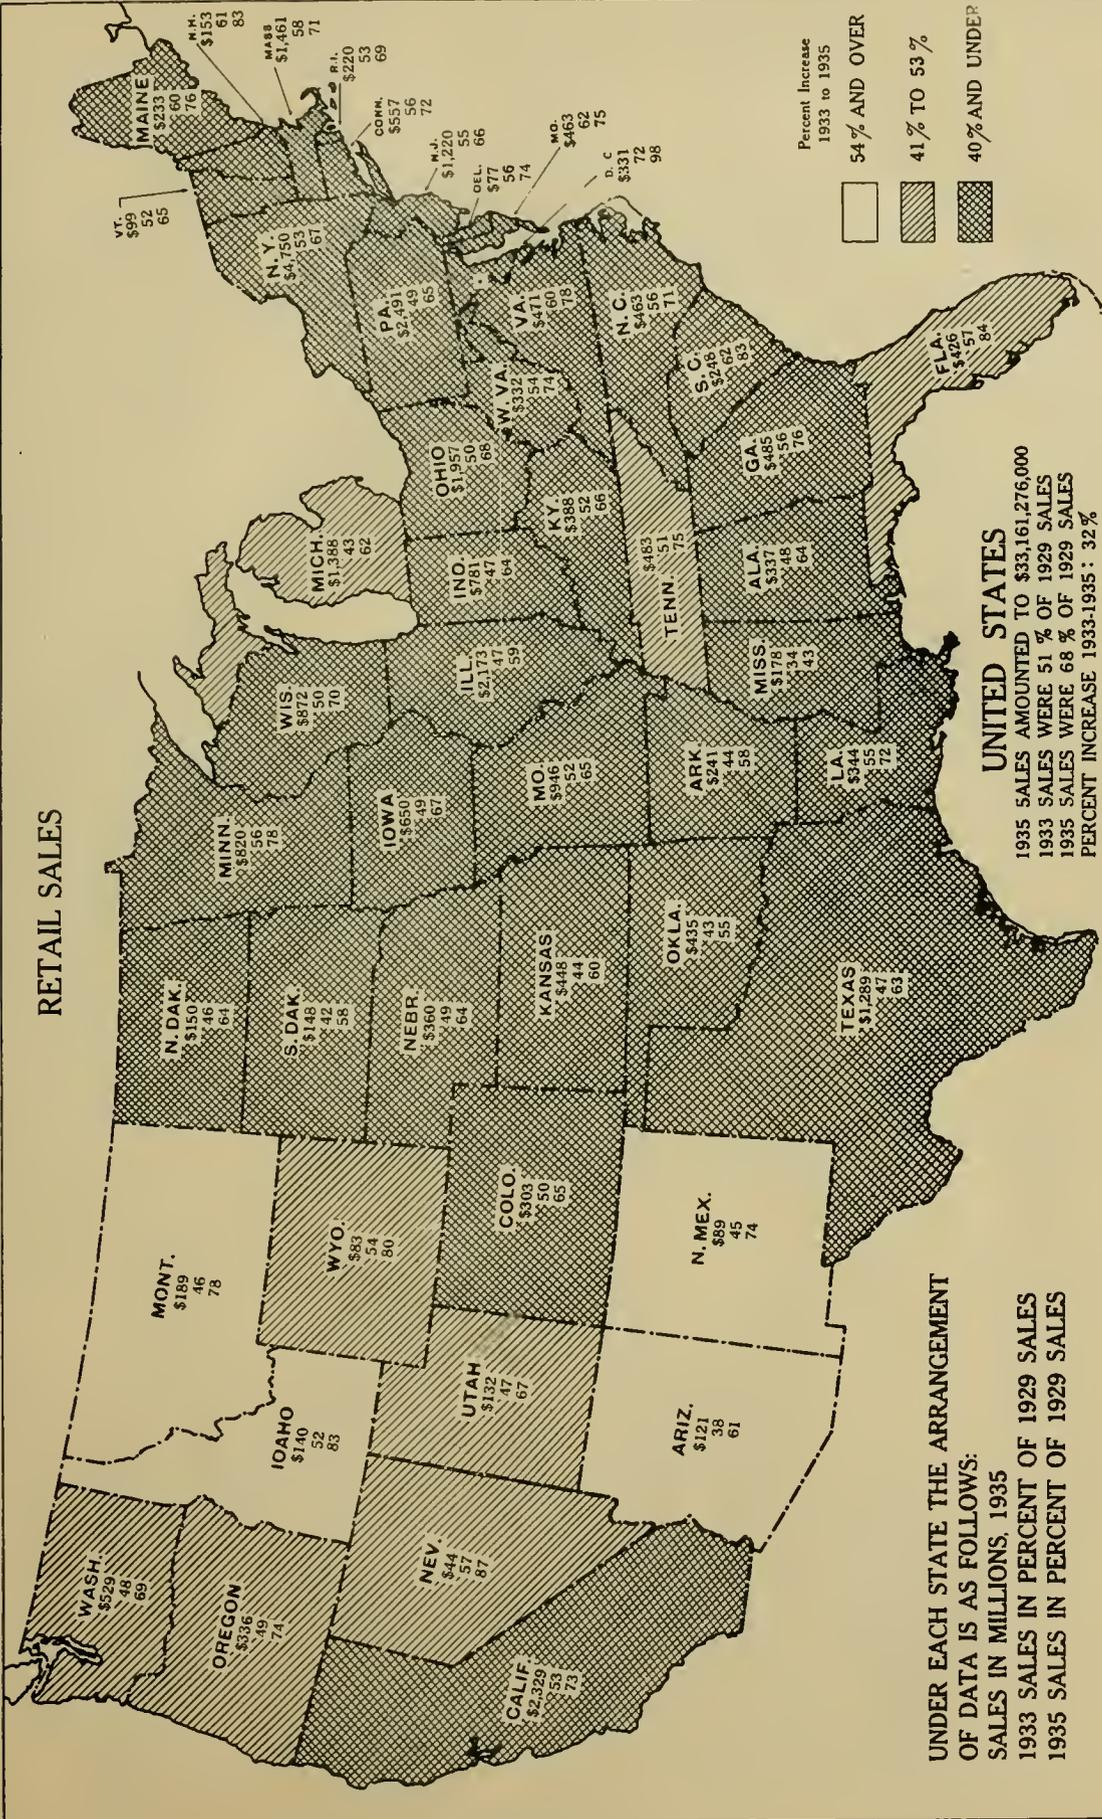 RETAIL SALES
WASH.
$529
48
69
OREGON
$336
49
74
CALIF.
$2,329
53
73
NEV.
$44
57
87
IDAHO
$140
52
83
MONT.
$189
46
78
WYO.
$83
54
80
UTAH
$132
47
67
ARIZ.
$121
38
61
COLO.
$303
50
65
N. MEX.
$89
45
74
N. DAK.
$150
46
64
S. DAK.
$148
42
58
NEBR.
$360
49
64
KANSAS
$448
44
60
OKLA.
$435
43
55
TEXAS
$1,289
47
63
MINN.
$820
56
78
IOWA
$650
49
67
MO.
$946
52
65
ARK.
$241
44
58
LA.
$344
55
72
WIS.
$872
50
70
ILL.
$2,173
47
59
MISS.
$178
34
43
MICH.
$1,388
43
62
IND.
$781
47
64
OHIO
$1,957
50
68
KY.
$388
52
66
TENN.
$483
51
75
ALA.
$337
48
64
GA.
$485
56
76
FLA.
$426
57
84
S. C.
$248
62
83
N. C.
$463
56
71
VA.
$471
60
78
W. VA.
$332
54
74
PA.
$2,491
49
65
N. Y.
$4,750
53
67
VT.
$99
52
65
MAINE
$233
60
76
N.H.
$153
61
83
MASS
$1,461
58
71
R.I.
$220
53
69
CONN.
$557
56
72
N.J.
$1,220
55
66
DEL.
$77
56
74
MD.
$463
62
75
D. C
$331
72
98
Percent Increase
1933 to 1935
54% AND OVER
41% TO 53%
40% AND UNDER
UNDER EACH STATE THE ARRANGEMENT
OF DATA IS AS FOLLOWS:
SALES IN MILLIONS, 1935
1933 SALES IN PERCENT OF 1929 SALES
1935 SALES IN PERCENT OF 1929 SALES
UNITED STATES
1935 SALES AMOUNTED TO $33,161,276,000
1933 SALES WERE 51 % OF 1929 SALES
1935 SALES WERE 68 % OF 1929 SALES
PERCENT INCREASE 1933-1935: 32%